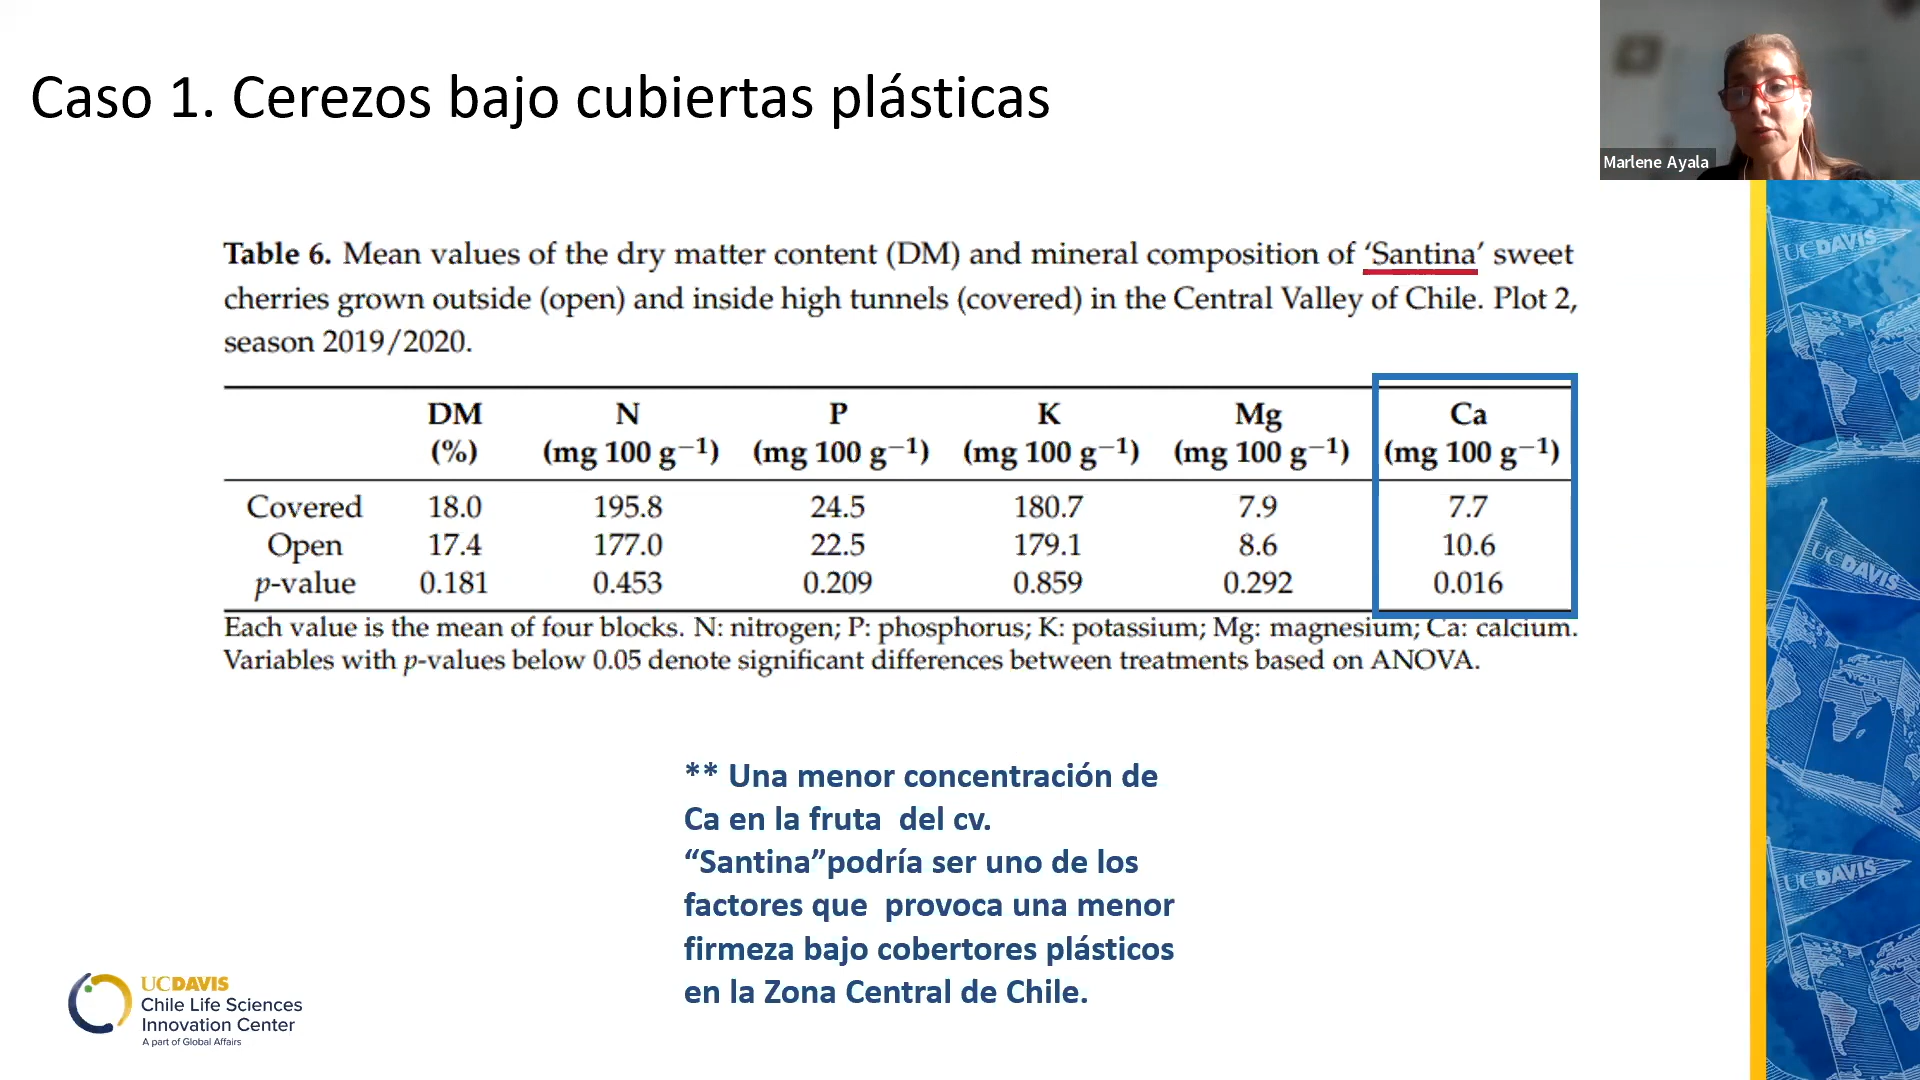 Caso 1. Cerezos bajo cubiertas plásticas
Marlene Ayala
Table 6. Mean values of the dry matter content (DM) and mineral composition of ‘Santina’ sweet
cherries grown outside (open) and inside high tunnels (covered) in the Central Valley of Chile. Plot 2,
season 2019/2020.
DM N P K Mg Ca
(%) (mg 100 g−1) (mg 100 g−1) (mg 100 g−1) (mg 100 g−1) (mg 100 g−1)
Covered 18.0 195.8 24.5 180.7 7.9 7.7
Open 17.4 177.0 22.5 179.1 8.6 10.6
p-value 0.181 0.453 0.209 0.859 0.292 0.016
Each value is the mean of four blocks. N: nitrogen; P: phosphorus; K: potassium; Mg: magnesium; Ca: calcium.
Variables with p-values below 0.05 denote significant differences between treatments based on ANOVA.
** Una menor concentración de
Ca en la fruta  del cv.
“Santina”podría ser uno de los
factores que  provoca una menor
firmeza bajo cobertores plásticos
en la Zona Central de Chile.
UCDAVIS
Chile Life Sciences
Innovation Center
A part of Global Affairs
UC DAVIS
UC DAVIS
UC DAVIS